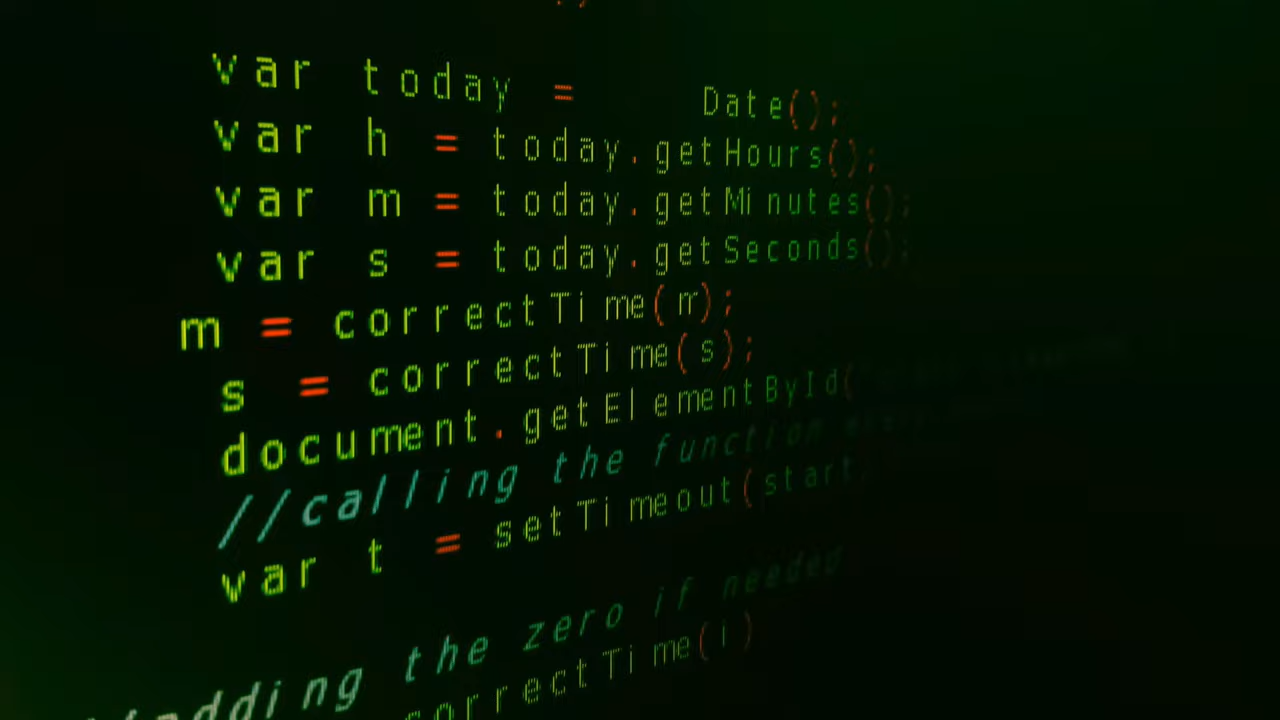 var today = Date();
var h = today.getHours();
var m = today.getMinutes();
var s = today.getSeconds();
m = correctTime(m);
s = correctTime(s);
document.getElementById(
//calling the function
var t = setTimeout(start
//adding the zero if needed
correctTime(i)